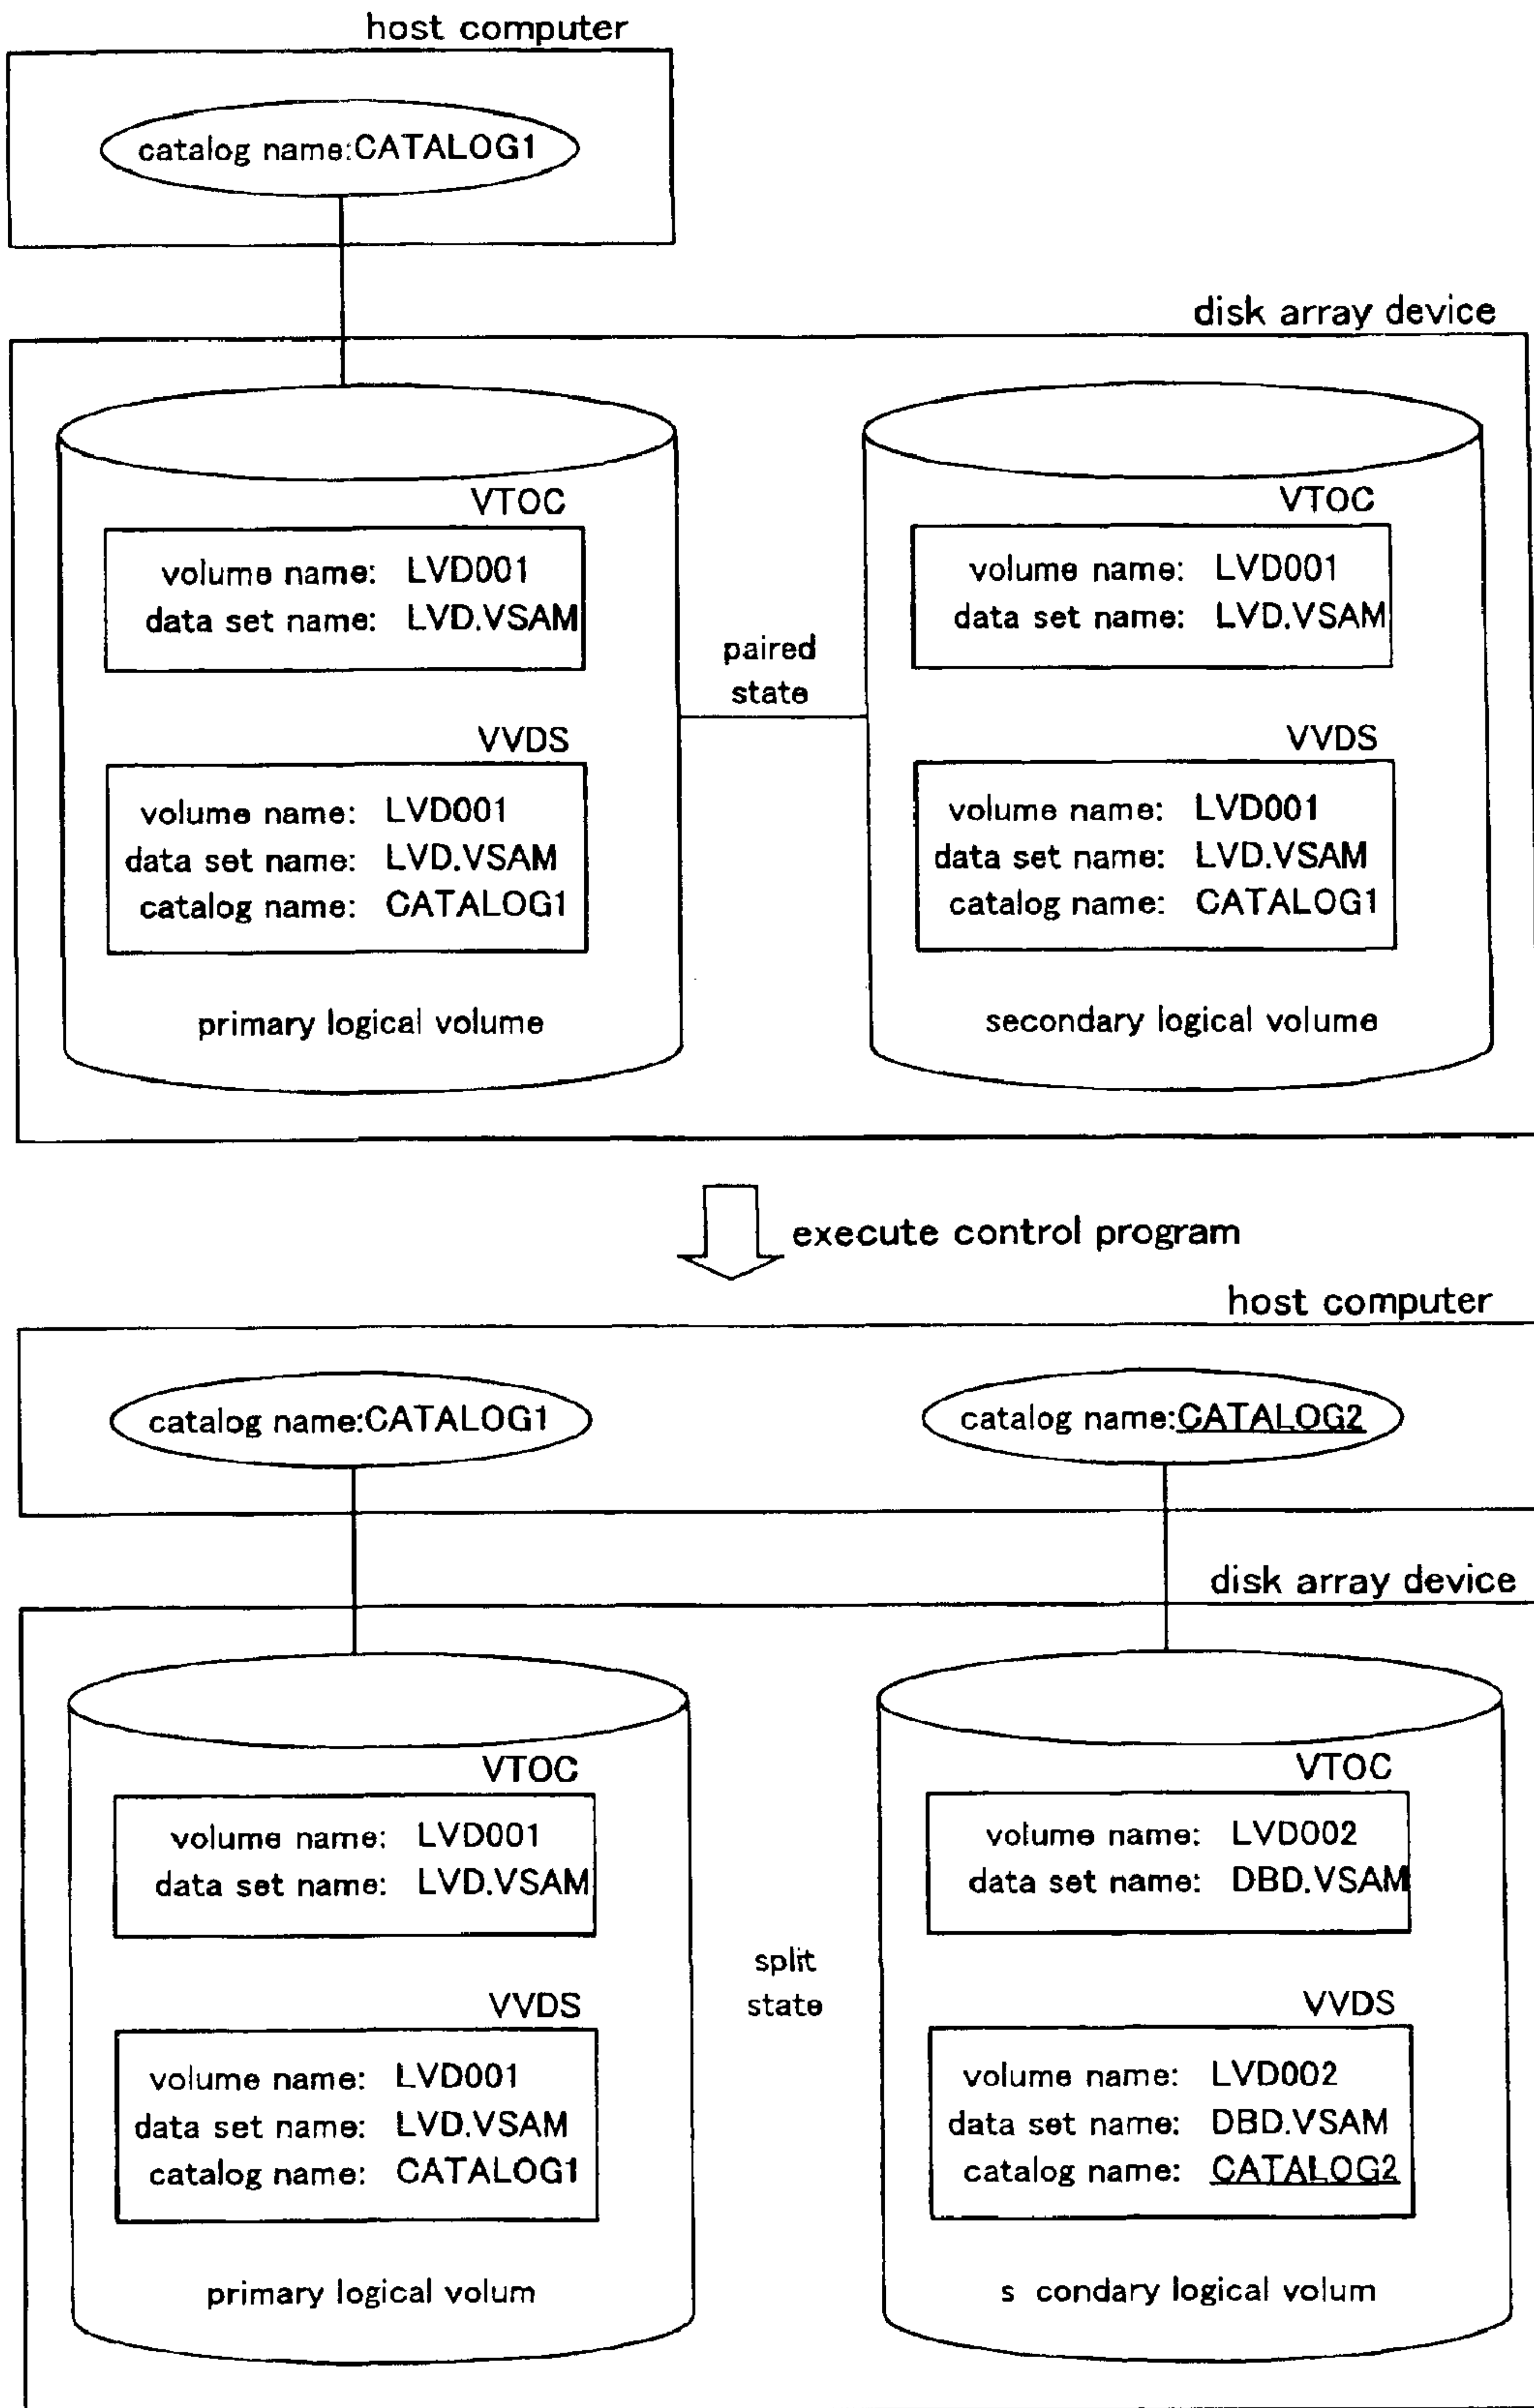 host computer
catalog name:CATALOG1
disk array device
VTOC
volume name: LVD001
data set name: LVD.VSAM
VVDS
volume name: LVD001
data set name: LVD.VSAM
catalog name: CATALOG1
primary logical volume
paired
state
VTOC
volume name: LVD001
data set name: LVD.VSAM
VVDS
volume name: LVD001
data set name: LVD.VSAM
catalog name: CATALOG1
secondary logical volume
execute control program
host computer
catalog name:CATALOG1
catalog name:CATALOG2
disk array device
VTOC
volume name: LVD001
data set name: LVD.VSAM
VVDS
volume name: LVD001
data set name: LVD.VSAM
catalog name: CATALOG1
primary logical volum
split
state
VTOC
volume name: LVD002
data set name: DBD.VSAM
VVDS
volume name: LVD002
data set name: DBD.VSAM
catalog name: CATALOG2
s condary logical volum